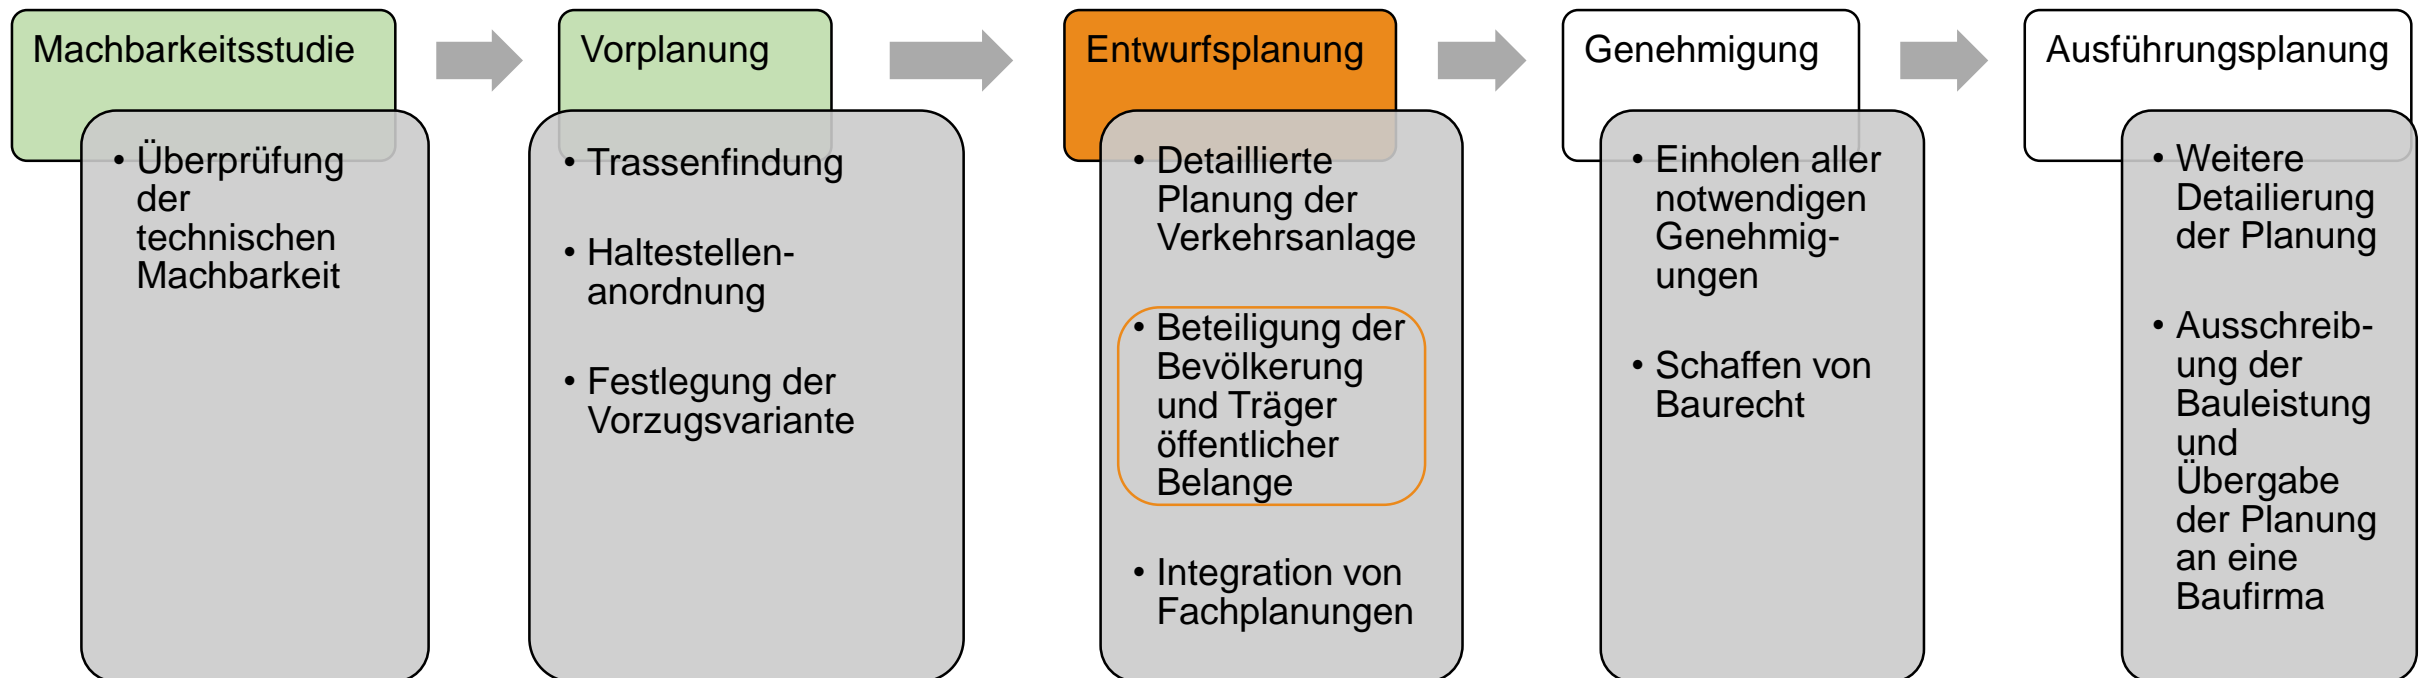 Machbarkeitsstudie
• Überprüfung
der
technischen
Machbarkeit
Vorplanung
• Trassenfindung
• Haltestellen-
anordnung
• Festlegung der
Vorzugsvariante
Entwurfsplanung
• Detaillierte
Planung der
Verkehrsanlage
• Beteiligung der
Bevölkerung
und Träger
öffentlicher
Belange
• Integration von
Fachplanungen
Genehmigung
• Einholen aller
notwendigen
Genehmig-
ungen
• Schaffen von
Baurecht
Ausführungsplanung
• Weitere
Detailierung
der Planung
• Ausschreib-
ung der
Bauleistung
und
Übergabe
der Planung
an eine
Baufirma